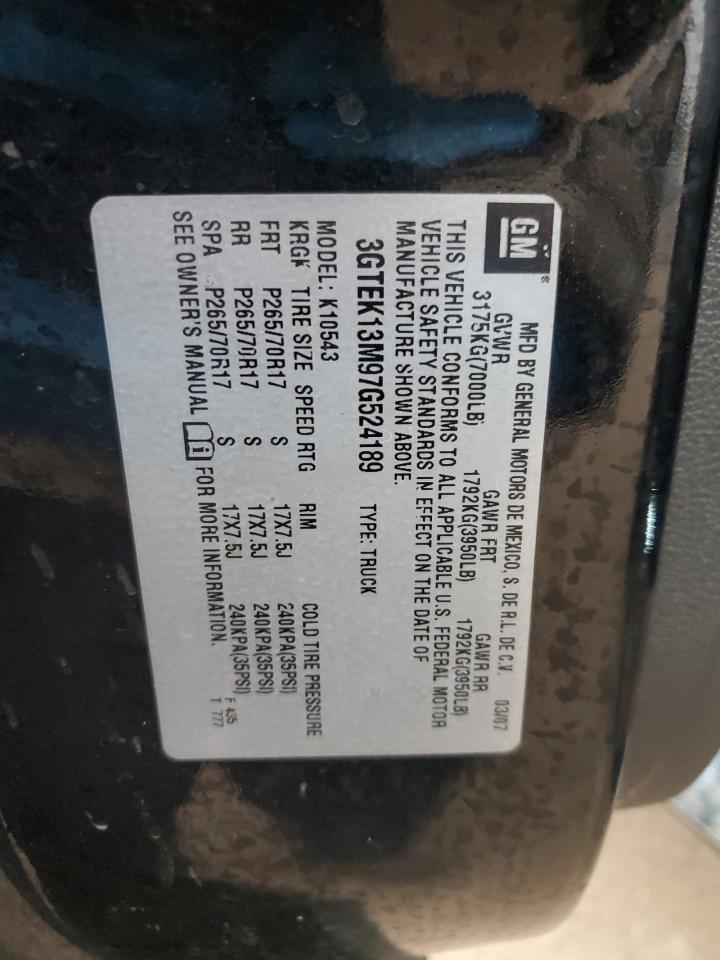 GM
MFD BY GENERAL MOTORS DE MEXICO, S. DE R.L. DE C.V. 03/07
GVWR GAWR FRT GAWR RR
3175KG(7000LB) 1792KG(3950LB) 1792KG(3950LB)
THIS VEHICLE CONFORMS TO ALL APPLICABLE U.S. FEDERAL MOTOR
VEHICLE SAFETY STANDARDS IN EFFECT ON THE DATE OF
MANUFACTURE SHOWN ABOVE.
3GTEK13M97G524189 TYPE: TRUCK
MODEL: K10543
KRGK TIRE SIZE SPEED RTG RIM COLD TIRE PRESSURE
FRT P265/70R17 S 17X7.5J 240KPA(35PSI)
RR P265/70R17 S 17X7.5J 240KPA(35PSI)
SPA P265/70R17 S 17X7.5J 240KPA(35PSI)
SEE OWNER'S MANUAL FOR MORE INFORMATION.
F 435
T 777